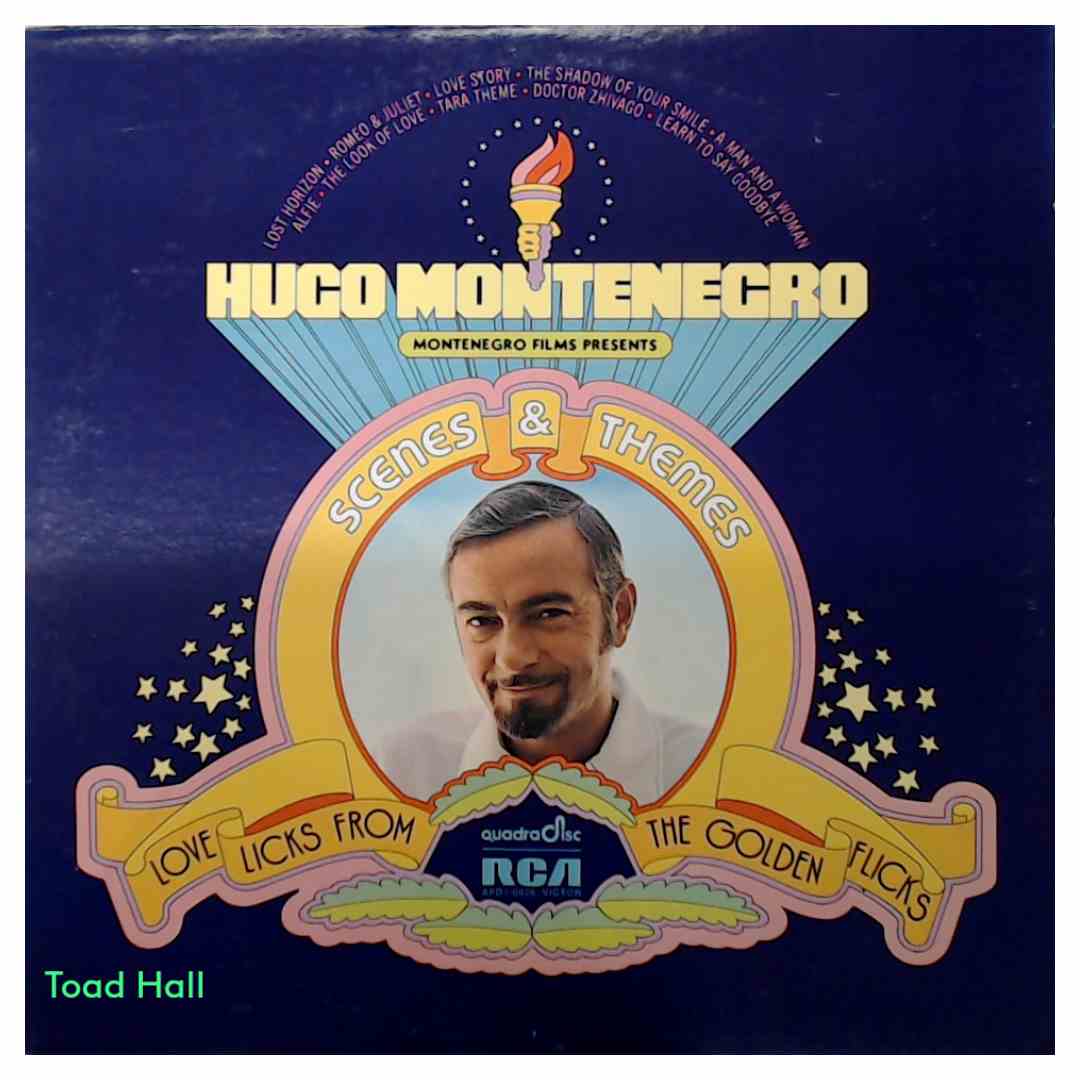 LOST HORIZON • ROMEO & JULIET • LOVE STORY • THE SHADOW OF YOUR SMILE • A MAN AND A WOMAN
ALFIE • THE LOOK OF LOVE • TARA THEME • DOCTOR ZHIVAGO • LEARN TO SAY GOODBYE
HUGO MONTENEGRO
MONTENEGRO FILMS PRESENTS
SCENES & THEMES
LOVE LICKS FROM THE GOLDEN FLICKS
quadradisc
RCA
VICTOR
Toad Hall